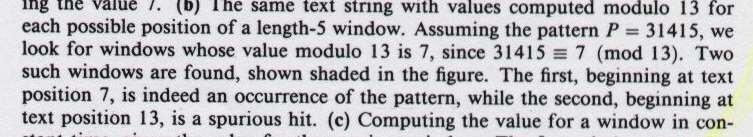 ing the value 7. (b) The same text string with values computed modulo 13 for
each possible position of a length-5 window. Assuming the pattern P = 31415, we
look for windows whose value modulo 13 is 7, since 31415 ≡ 7 (mod 13). Two
such windows are found, shown shaded in the figure. The first, beginning at text
position 7, is indeed an occurrence of the pattern, while the second, beginning at
text position 13, is a spurious hit. (c) Computing the value for a window in con-